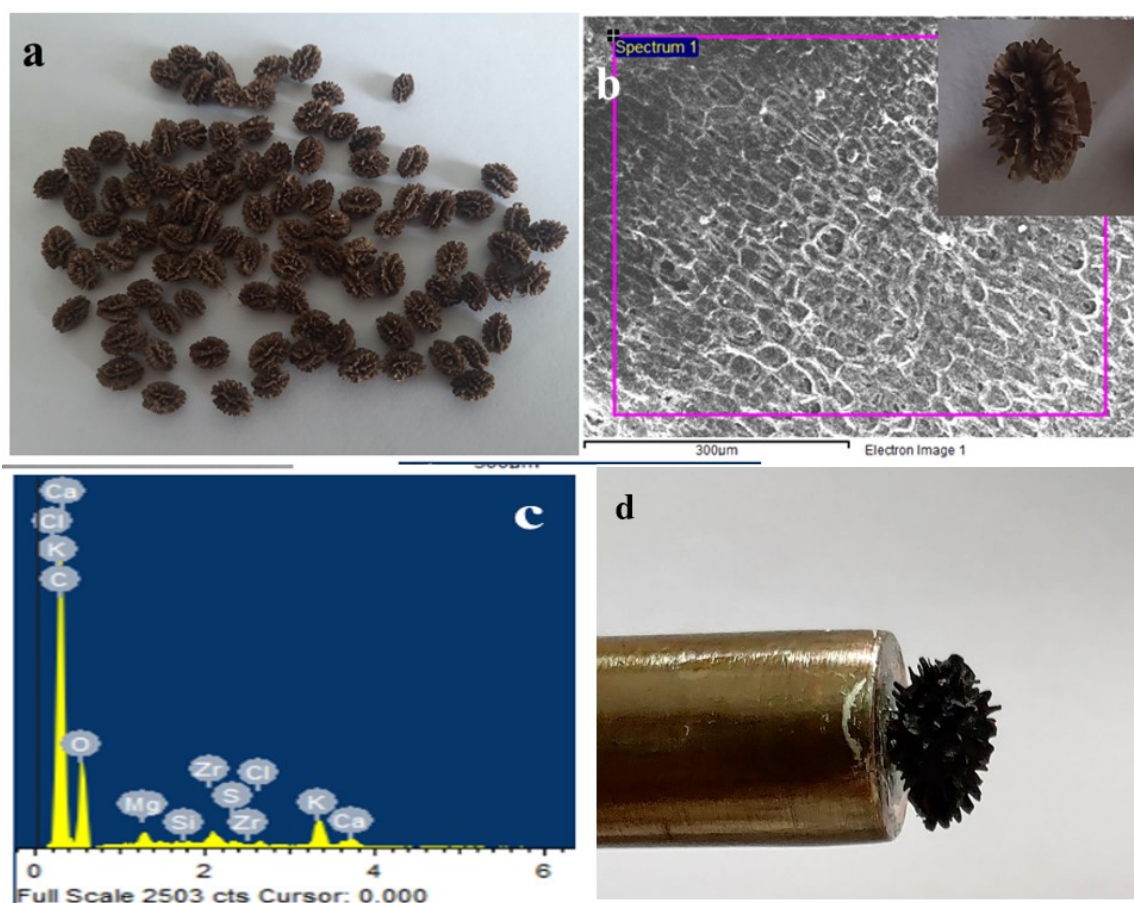 a
Spectrum 1
b
300µm
Electron Image 1
Ca
Cl
K
C
O
Zr
Cl
S
Mg
Si
Zr
K
Ca
c
0 2 4 6
Full Scale 2503 cts Cursor: 0.000
d